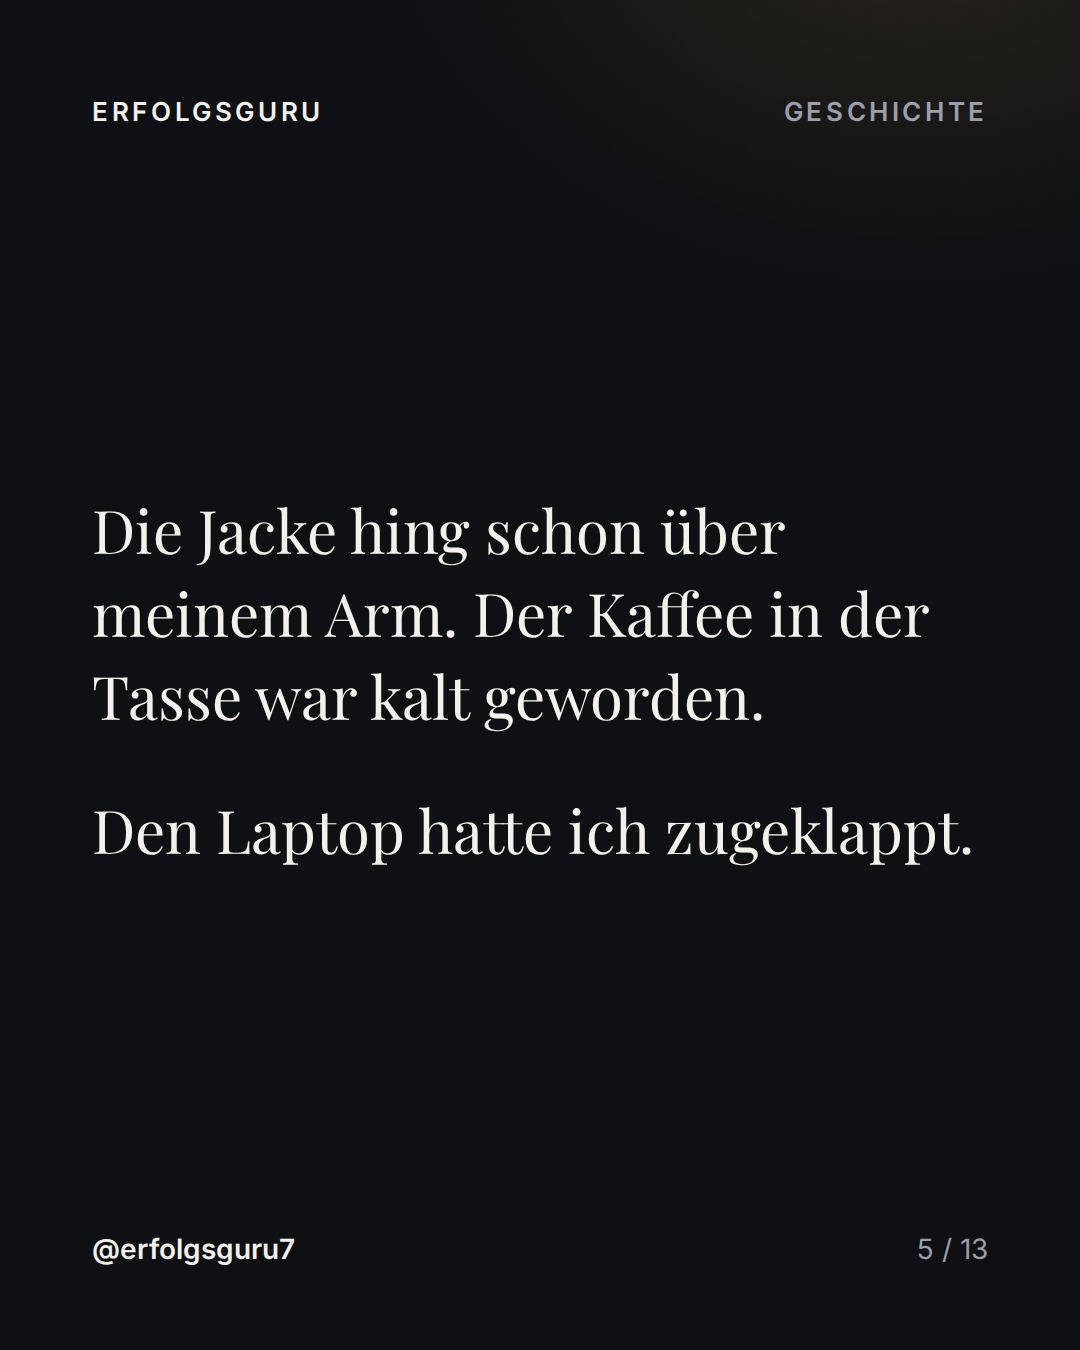 ERFOLGSGURU
GESCHICHTE
Die Jacke hing schon über
meinem Arm. Der Kaffee in der
Tasse war kalt geworden.
Den Laptop hatte ich zugeklappt.
@erfolgsguru7
5 / 13